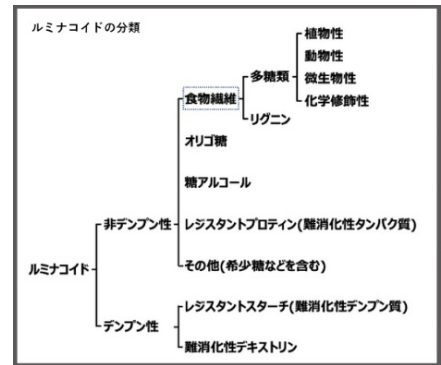 ルミナコイドの分類
植物性
動物性
多糖類
微生物性
食物繊維
化学修飾性
リグニン
オリゴ糖
糖アルコール
非デンプン性
レジスタントプロティン(難消化性タンパク質)
ルミナコイド
その他(希少糖などを含む)
レジスタントスターチ(難消化性デンプン質)
デンプン性
難消化性デキストリン